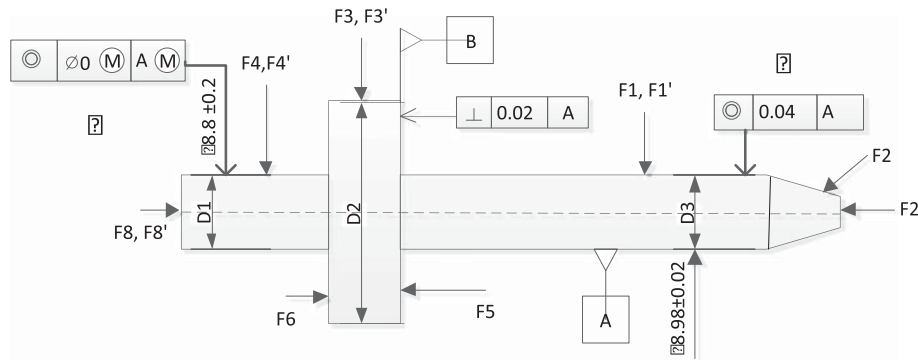 F3, F3'
B
◎ ⌀0 Ⓜ A Ⓜ
F4,F4'
8.8 ±0.2
⊥ 0.02 A
F1, F1'
◎ 0.04 A
F2
D1
D2
D3
F2
F8, F8'
F6
F5
A
8.98±0.02